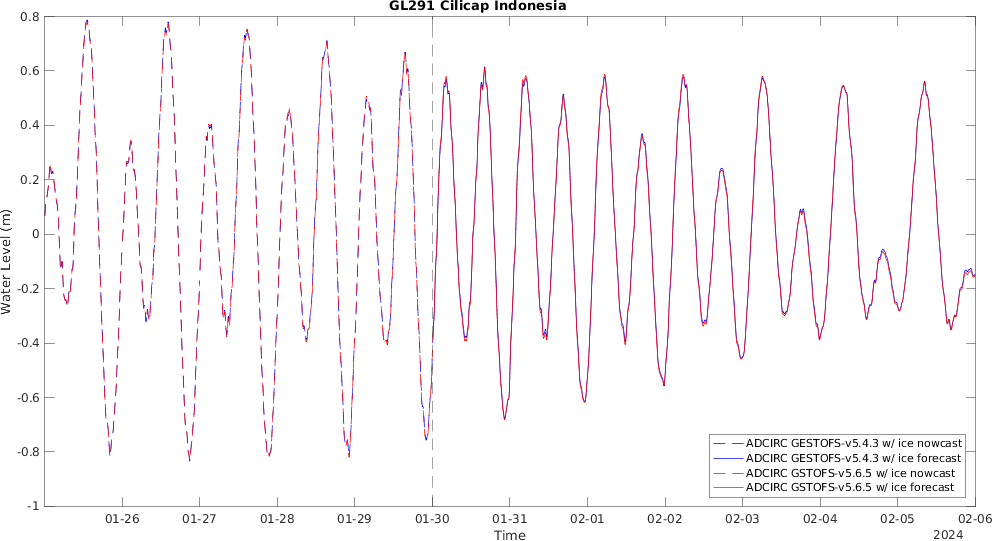 GL291 Cilicap Indonesia
0.8
0.6
0.4
0.2
0
-0.2
-0.4
-0.6
-0.8
-1
Water Level (m)
01-26 01-27 01-28 01-29 01-30 01-31 02-01 02-02 02-03 02-04 02-05 02-06
Time
2024
ADCIRC GESTOFS-v5.4.3 w/ ice nowcast
ADCIRC GESTOFS-v5.4.3 w/ ice forecast
ADCIRC GSTOFS-v5.6.5 w/ ice nowcast
ADCIRC GSTOFS-v5.6.5 w/ ice forecast